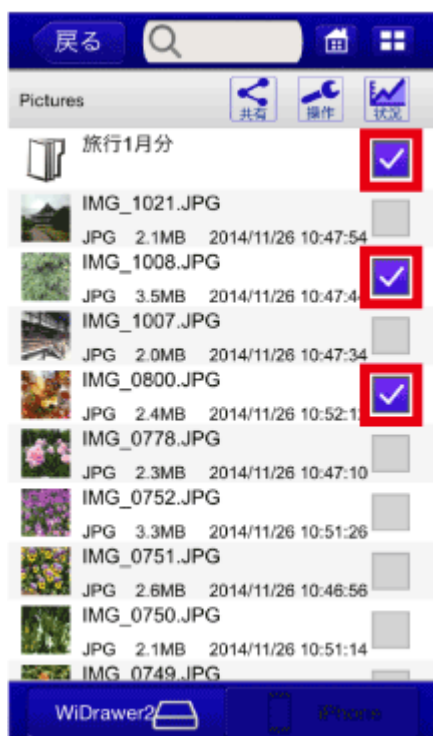 戻る
Pictures
共有
操作
状況
旅行1月分
IMG_1021.JPG
JPG 2.1MB 2014/11/26 10:47:54
IMG_1008.JPG
JPG 3.5MB 2014/11/26 10:47:4
IMG_1007.JPG
JPG 2.0MB 2014/11/26 10:47:34
IMG_0800.JPG
JPG 2.4MB 2014/11/26 10:52:1
IMG_0778.JPG
JPG 2.3MB 2014/11/26 10:47:10
IMG_0752.JPG
JPG 3.3MB 2014/11/26 10:51:26
IMG_0751.JPG
JPG 2.6MB 2014/11/26 10:46:56
IMG_0750.JPG
JPG 2.1MB 2014/11/26 10:51:14
IMG_0749.JPG
WiDrawer2
iPhone